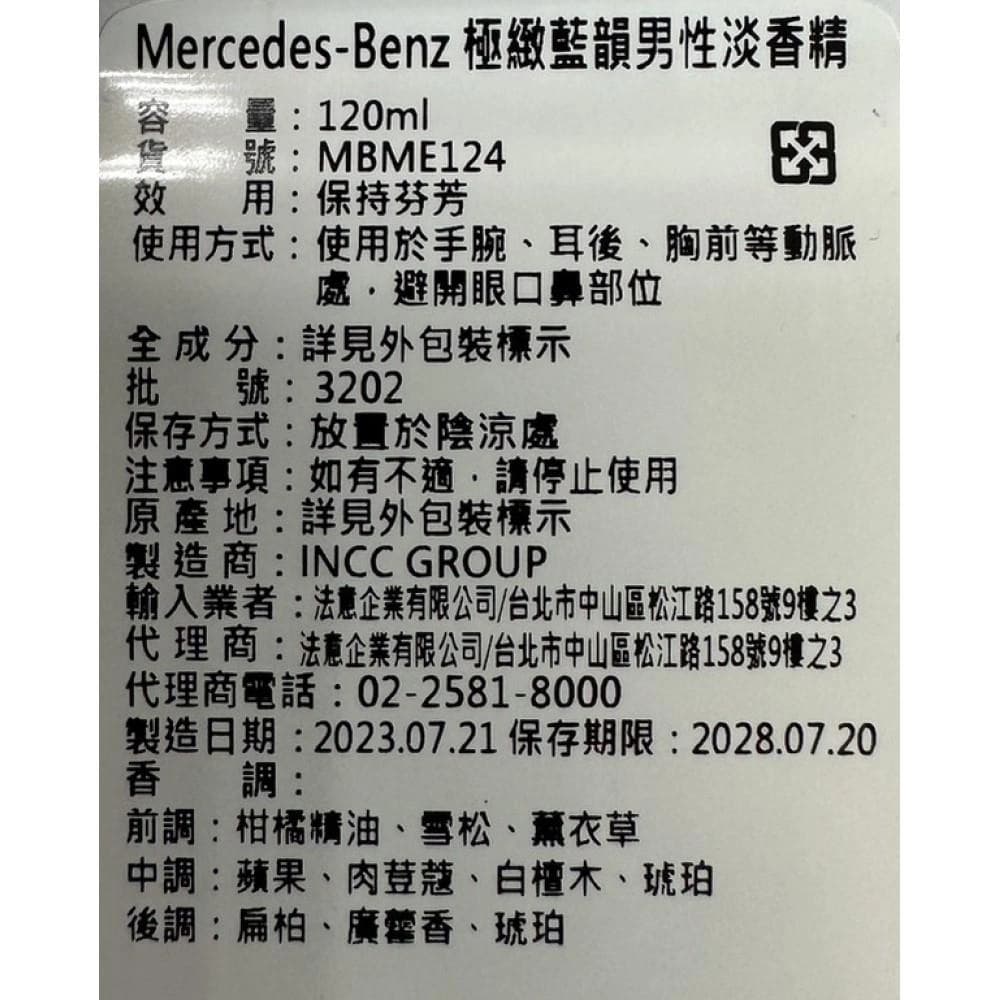 Mercedes-Benz 極緻藍韻男性淡香精
容　　量：120ml
貨　　號：MBME124
效　　用：保持芬芳
使用方式：使用於手腕、耳後、胸前等動脈
處，避開眼口鼻部位
全 成 分：詳見外包裝標示
批　　號：3202
保存方式：放置於陰涼處
注意事項：如有不適，請停止使用
原 產 地：詳見外包裝標示
製 造 商：INCC GROUP
輸入業者：法意企業有限公司/台北市中山區松江路158號9樓之3
代 理 商：法意企業有限公司/台北市中山區松江路158號9樓之3
代理商電話：02-2581-8000
製造日期：2023.07.21 保存期限：2028.07.20
香　　調：
前調：柑橘精油、雪松、薰衣草
中調：蘋果、肉荳蔻、白檀木、琥珀
後調：扁柏、廣藿香、琥珀